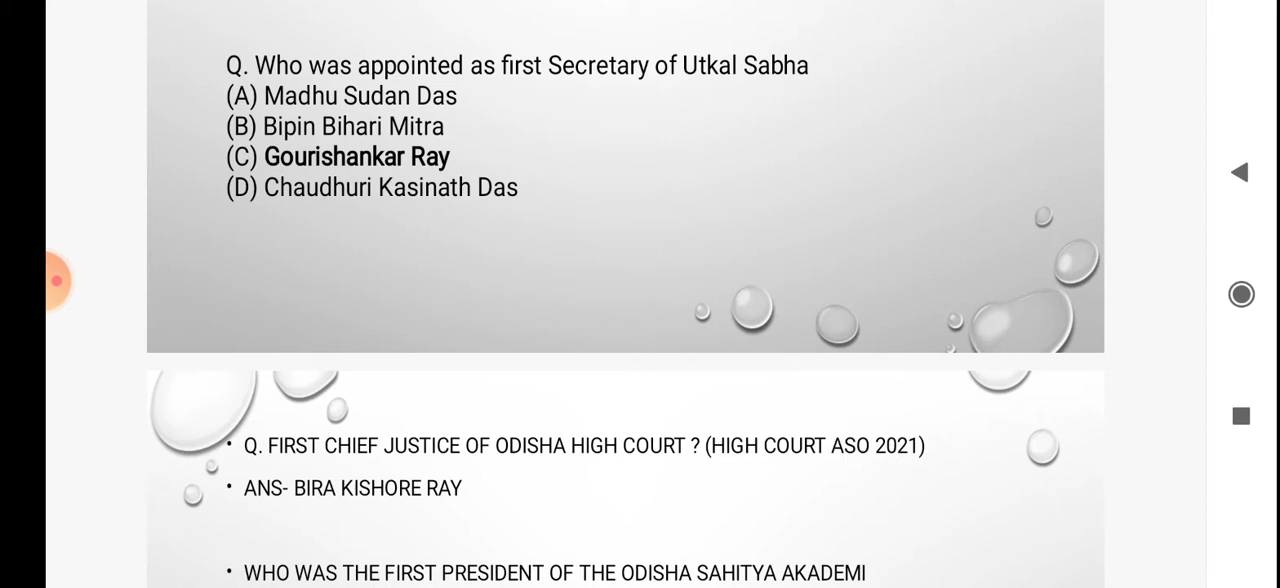 Q. Who was appointed as first Secretary of Utkal Sabha
(A) Madhu Sudan Das
(B) Bipin Bihari Mitra
(C) Gourishankar Ray
(D) Chaudhuri Kasinath Das
• Q. FIRST CHIEF JUSTICE OF ODISHA HIGH COURT ? (HIGH COURT ASO 2021)
• ANS- BIRA KISHORE RAY
• WHO WAS THE FIRST PRESIDENT OF THE ODISHA SAHITYA AKADEMI